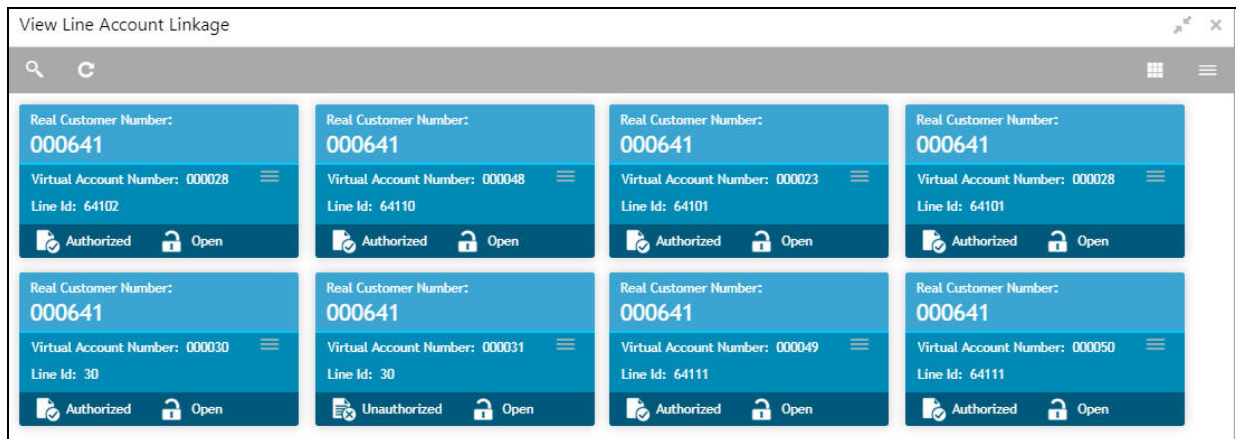 View Line Account Linkage
Real Customer Number:
000641
Virtual Account Number: 000028
Line Id: 64102
Authorized Open
Real Customer Number:
000641
Virtual Account Number: 000048
Line Id: 64110
Authorized Open
Real Customer Number:
000641
Virtual Account Number: 000023
Line Id: 64101
Authorized Open
Real Customer Number:
000641
Virtual Account Number: 000028
Line Id: 64101
Authorized Open
Real Customer Number:
000641
Virtual Account Number: 000030
Line Id: 30
Authorized Open
Real Customer Number:
000641
Virtual Account Number: 000031
Line Id: 30
Unauthorized Open
Real Customer Number:
000641
Virtual Account Number: 000049
Line Id: 64111
Authorized Open
Real Customer Number:
000641
Virtual Account Number: 000050
Line Id: 64111
Authorized Open